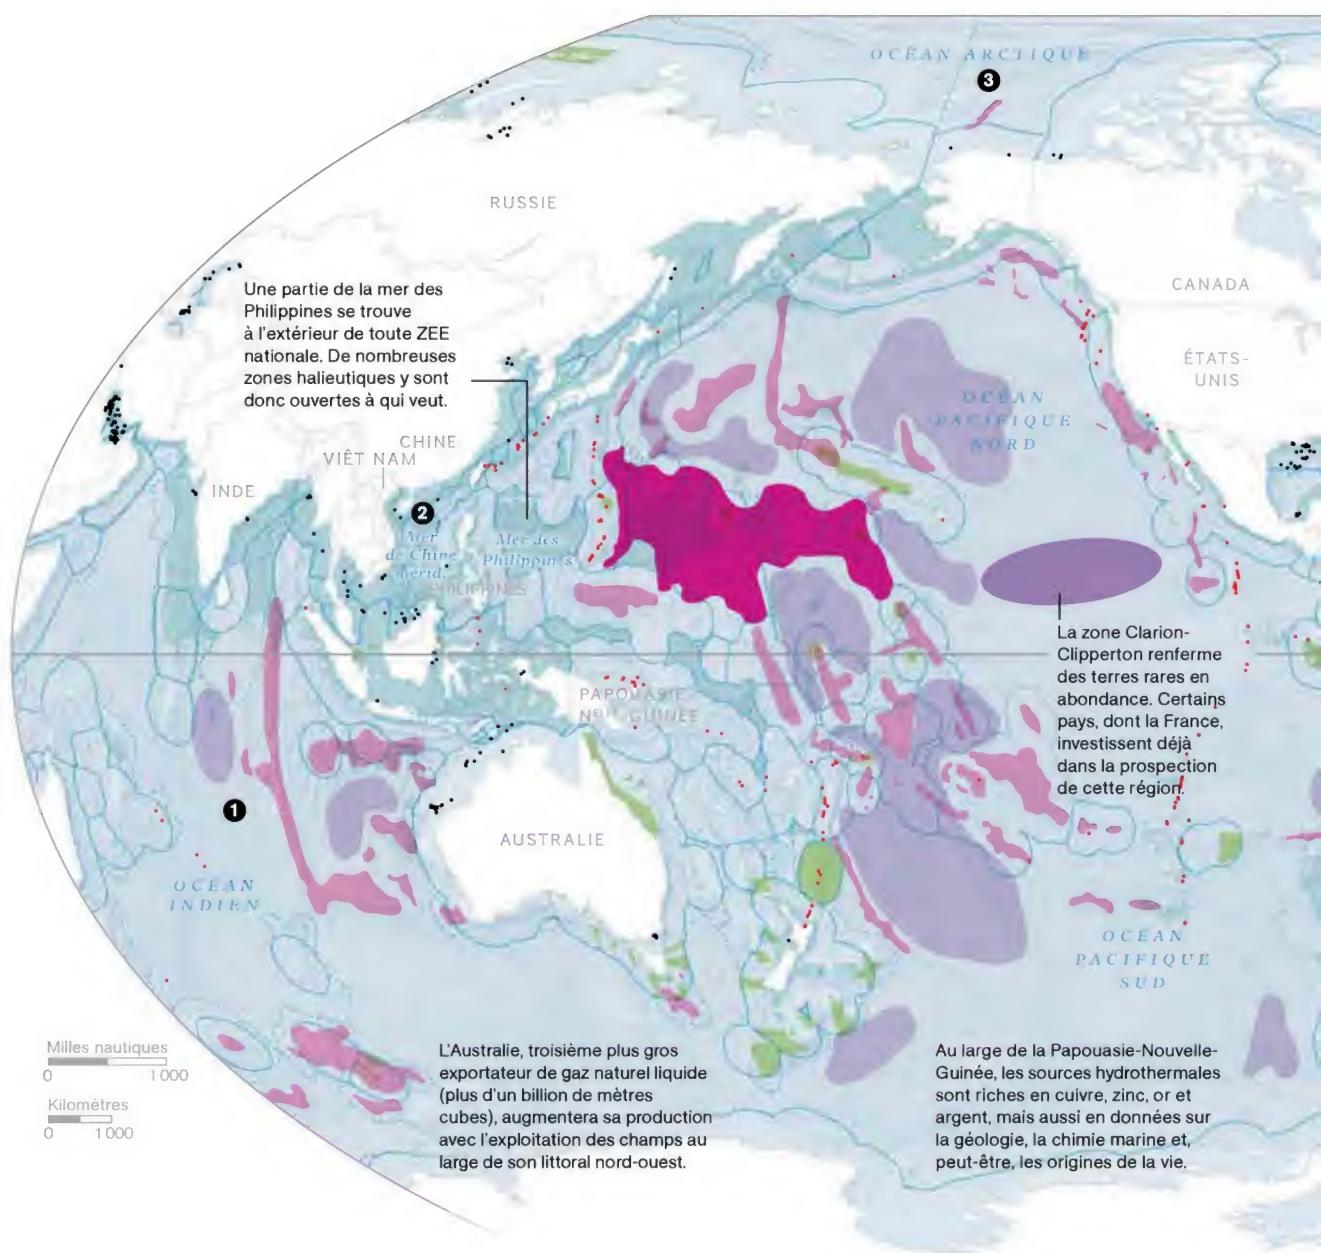 OCÉAN ARCTIQUE
3
RUSSIE
Une partie de la mer des
Philippines se trouve
à l'extérieur de toute ZEE
nationale. De nombreuses
zones halieutiques y sont
donc ouvertes à qui veut.
CANADA
ÉTATS-
UNIS
OCÉAN
PACIFIQUE
NORD
CHINE
VIÊT NAM
INDE
2
Mer
de Chine
mérid.
Mer des
Philippines
PHILIPPINES
La zone Clarion-
Clipperton renferme
des terres rares en
abondance. Certains
pays, dont la France,
investissent déjà
dans la prospection
de cette région.
PAPOUASIE
GUINÉE
1
AUSTRALIE
OCÉAN
INDIEN
OCÉAN
PACIFIQUE
SUD
Milles nautiques
0 1 000
Kilomètres
0 1 000
L'Australie, troisième plus gros
exportateur de gaz naturel liquide
(plus d'un billion de mètres
cubes), augmentera sa production
avec l'exploitation des champs au
large de son littoral nord-ouest.
Au large de la Papouasie-Nouvelle-
Guinée, les sources hydrothermales
sont riches en cuivre, zinc, or et
argent, mais aussi en données sur
la géologie, la chimie marine et,
peut-être, les origines de la vie.